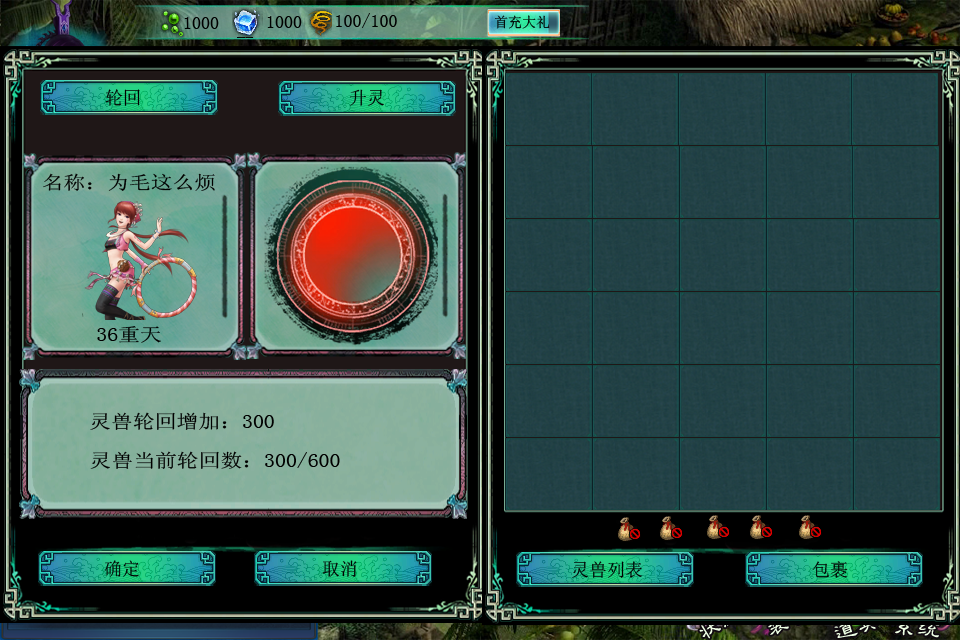 1000
1000
100/100
首充大礼
轮回
升灵
名称：为毛这么烦
36重天
灵兽轮回增加：300
灵兽当前轮回数：300/600
确定
取消
灵兽列表
包裹
系统